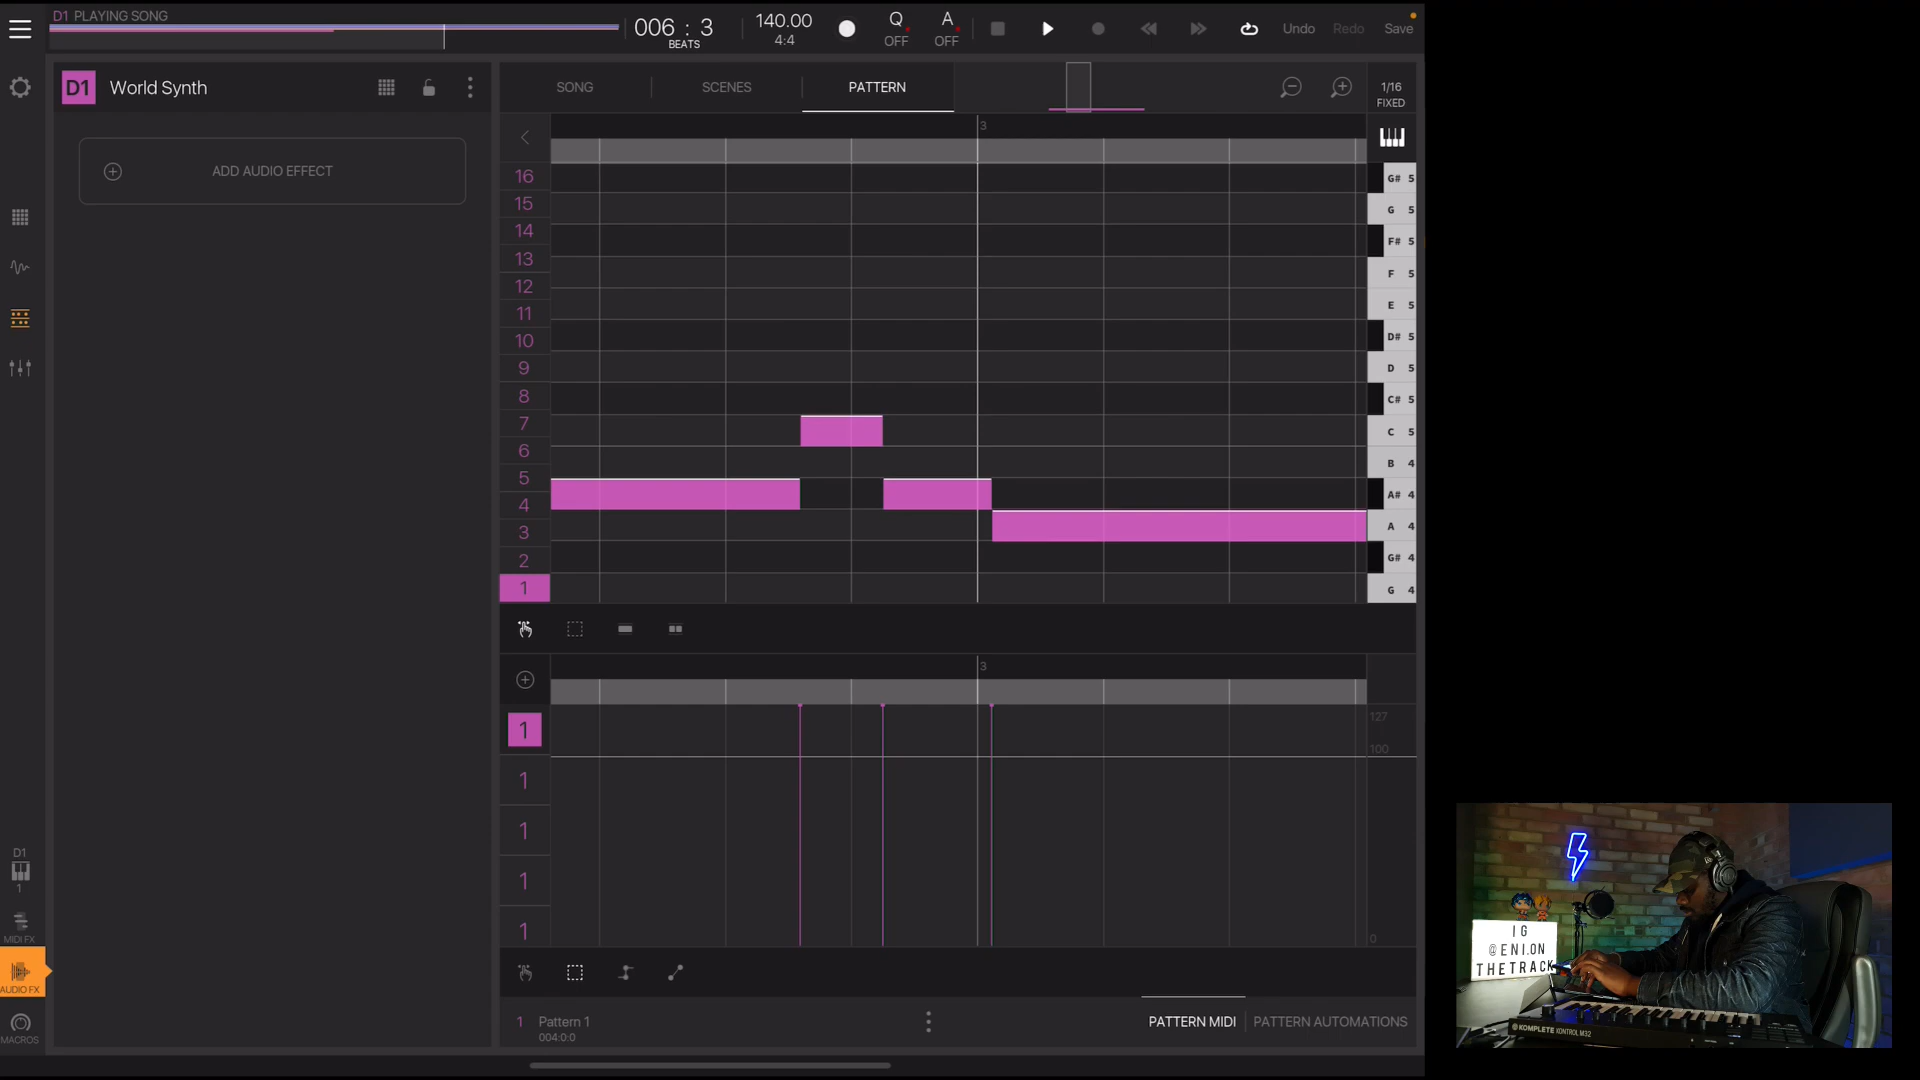 D1 PLAYING SONG
006 : 3
BEATS
140.00
4:4
Q
OFF
A
OFF
Undo
Redo
Save
D1
World Synth
ADD AUDIO EFFECT
SONG
SCENES
PATTERN
1/16
FIXED
3
16
15
14
13
12
11
10
9
8
7
6
5
4
3
2
1
G# 5
G 5
F# 5
F 5
E 5
D# 5
D 5
C# 5
C 5
B 4
A# 4
A 4
G# 4
G 4
3
1
1
1
1
1
127
100
0
D1
1
MIDI FX
AUDIO FX
MACROS
1 Pattern 1
004:0:0
PATTERN MIDI
PATTERN AUTOMATIONS
IG
@ENI.ON
THETRACK
KOMPLETE KONTROL M32